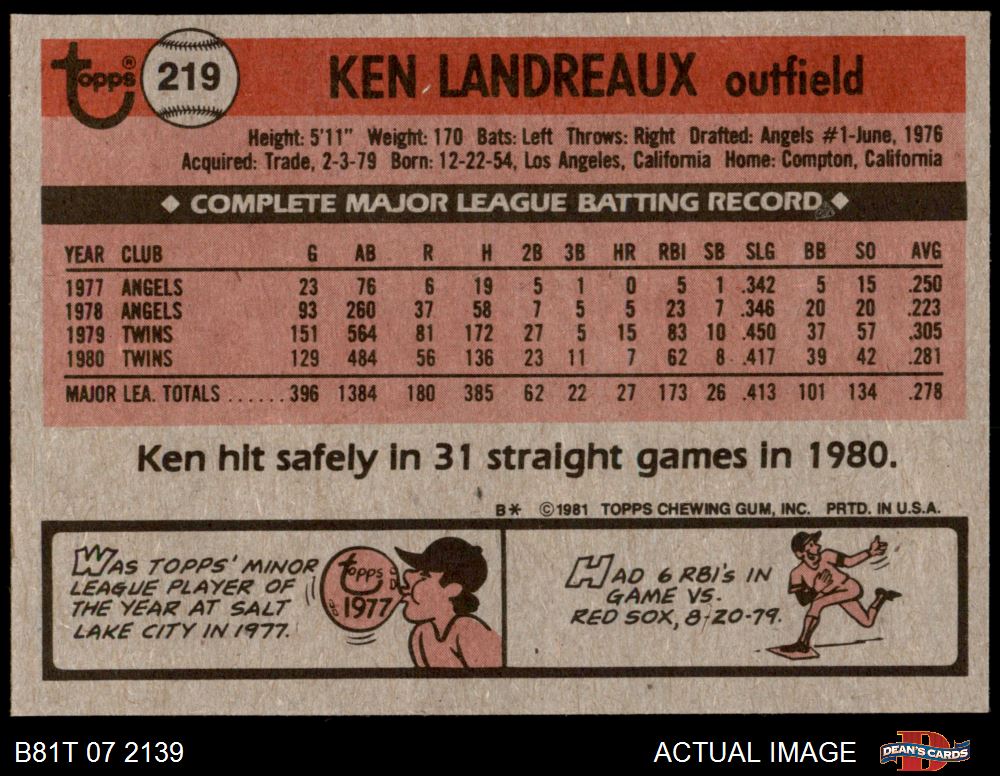 Topps® 219 KEN LANDREAUX outfield
Height: 5'11" Weight: 170 Bats: Left Throws: Right Drafted: Angels #1-June, 1976
Acquired: Trade, 2-3-79 Born: 12-22-54, Los Angeles, California Home: Compton, California
◆ COMPLETE MAJOR LEAGUE BATTING RECORD ◆
YEAR CLUB G AB R H 2B 3B HR RBI SB SLG BB SO AVG
1977 ANGELS 23 76 6 19 5 1 0 5 1 .342 5 15 .250
1978 ANGELS 93 260 37 58 7 5 5 23 7 .346 20 20 .223
1979 TWINS 151 564 81 172 27 5 15 83 10 .450 37 57 .305
1980 TWINS 129 484 56 136 23 11 7 62 8 .417 39 42 .281
MAJOR LEA. TOTALS ...... 396 1384 180 385 62 22 27 173 26 .413 101 134 .278
Ken hit safely in 31 straight games in 1980.
B* ©1981 TOPPS CHEWING GUM, INC. PRTD. IN U.S.A.
WAS TOPPS' MINOR
LEAGUE PLAYER OF
THE YEAR AT SALT
LAKE CITY IN 1977.
Topps
1977
HAD 6 RBI'S IN
GAME VS.
RED SOX, 8-20-79.
B81T 07 2139 ACTUAL IMAGE DEAN'S CARDS